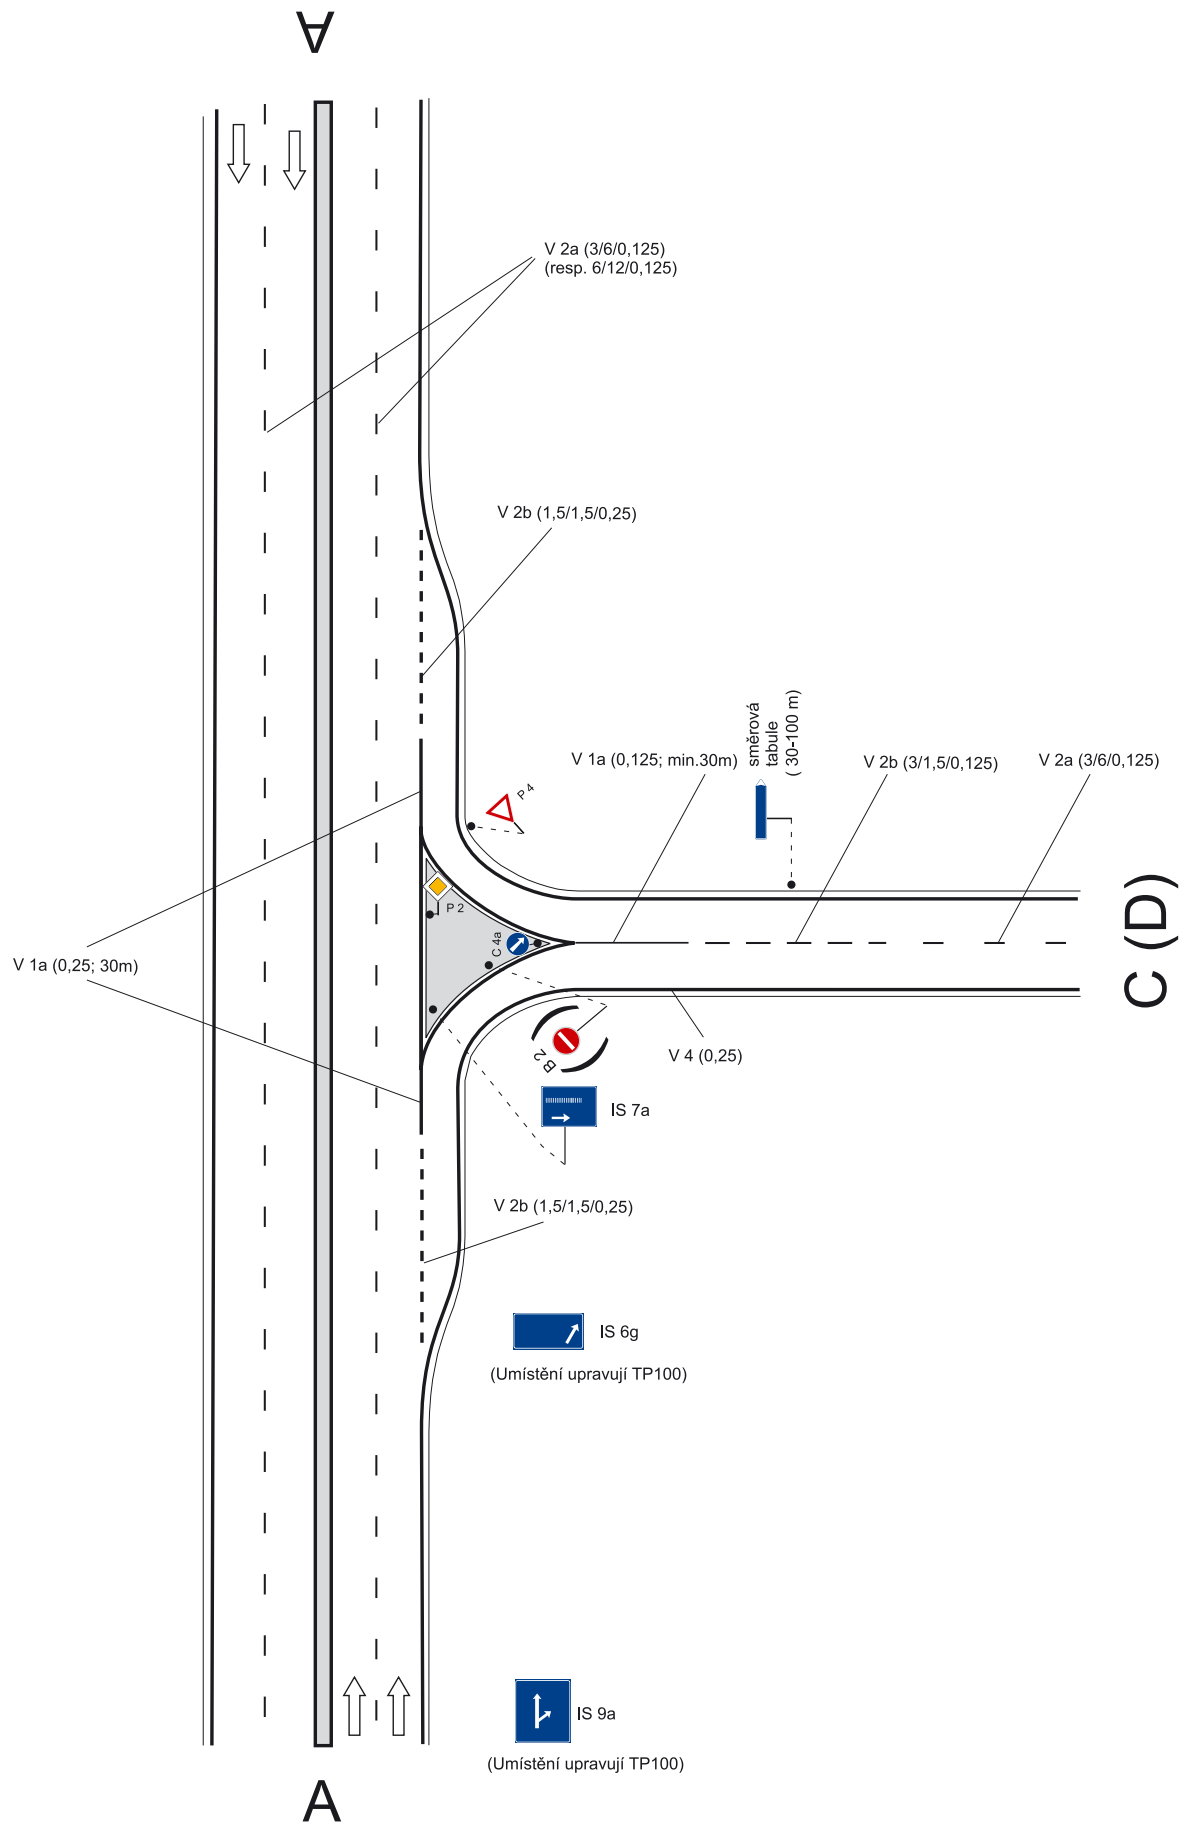 A
V 2a (3/6/0,125)
(resp. 6/12/0,125)
V 2b (1,5/1,5/0,25)
směrová
tabule
( 30-100 m)
V 1a (0,125; min.30m)
V 2b (3/1,5/0,125)
V 2a (3/6/0,125)
P 4
P 2
C 4a
C (D)
V 1a (0,25; 30m)
B 2
V 4 (0,25)
IS 7a
V 2b (1,5/1,5/0,25)
IS 6g
(Umístění upravují TP100)
IS 9a
(Umístění upravují TP100)
A